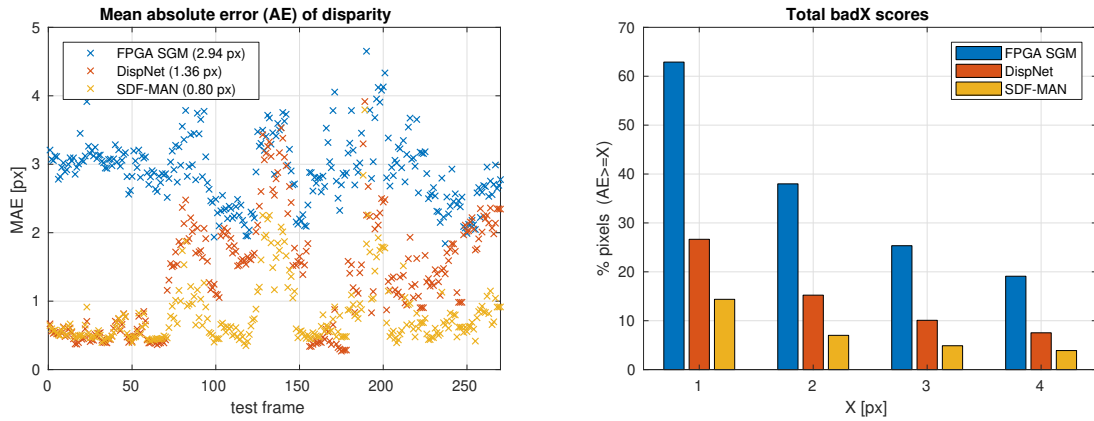 Mean absolute error (AE) of disparity
5
4
3
2
1
0
MAE [px]
FPGA SGM (2.94 px)
DispNet (1.36 px)
SDF-MAN (0.80 px)
0 50 100 150 200 250
test frame
Total badX scores
70
60
50
40
30
20
10
0
% pixels (AE>=X)
FPGA SGM
DispNet
SDF-MAN
1 2 3 4
X [px]